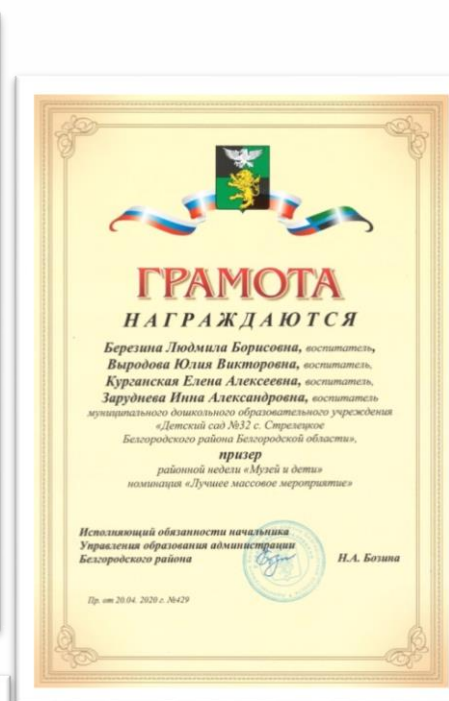 ГРАМОТА
НАГРАЖДАЮТСЯ
Березина Людмила Борисовна, воспитатель,
Выродова Юлия Викторовна, воспитатель,
Курганская Елена Алексеевна, воспитатель,
Заруднева Инна Александровна, воспитатель
муниципального дошкольного образовательного учреждения
«Детский сад №32 с. Стрелецкое
Белгородского района Белгородской области»,
призер
районной недели «Музей и дети»
номинация «Лучшее массовое мероприятие»
Исполняющий обязанности начальника
Управления образования администрации
Белгородского района Н.А. Бозина
Пр. от 20.04. 2020 г. №429